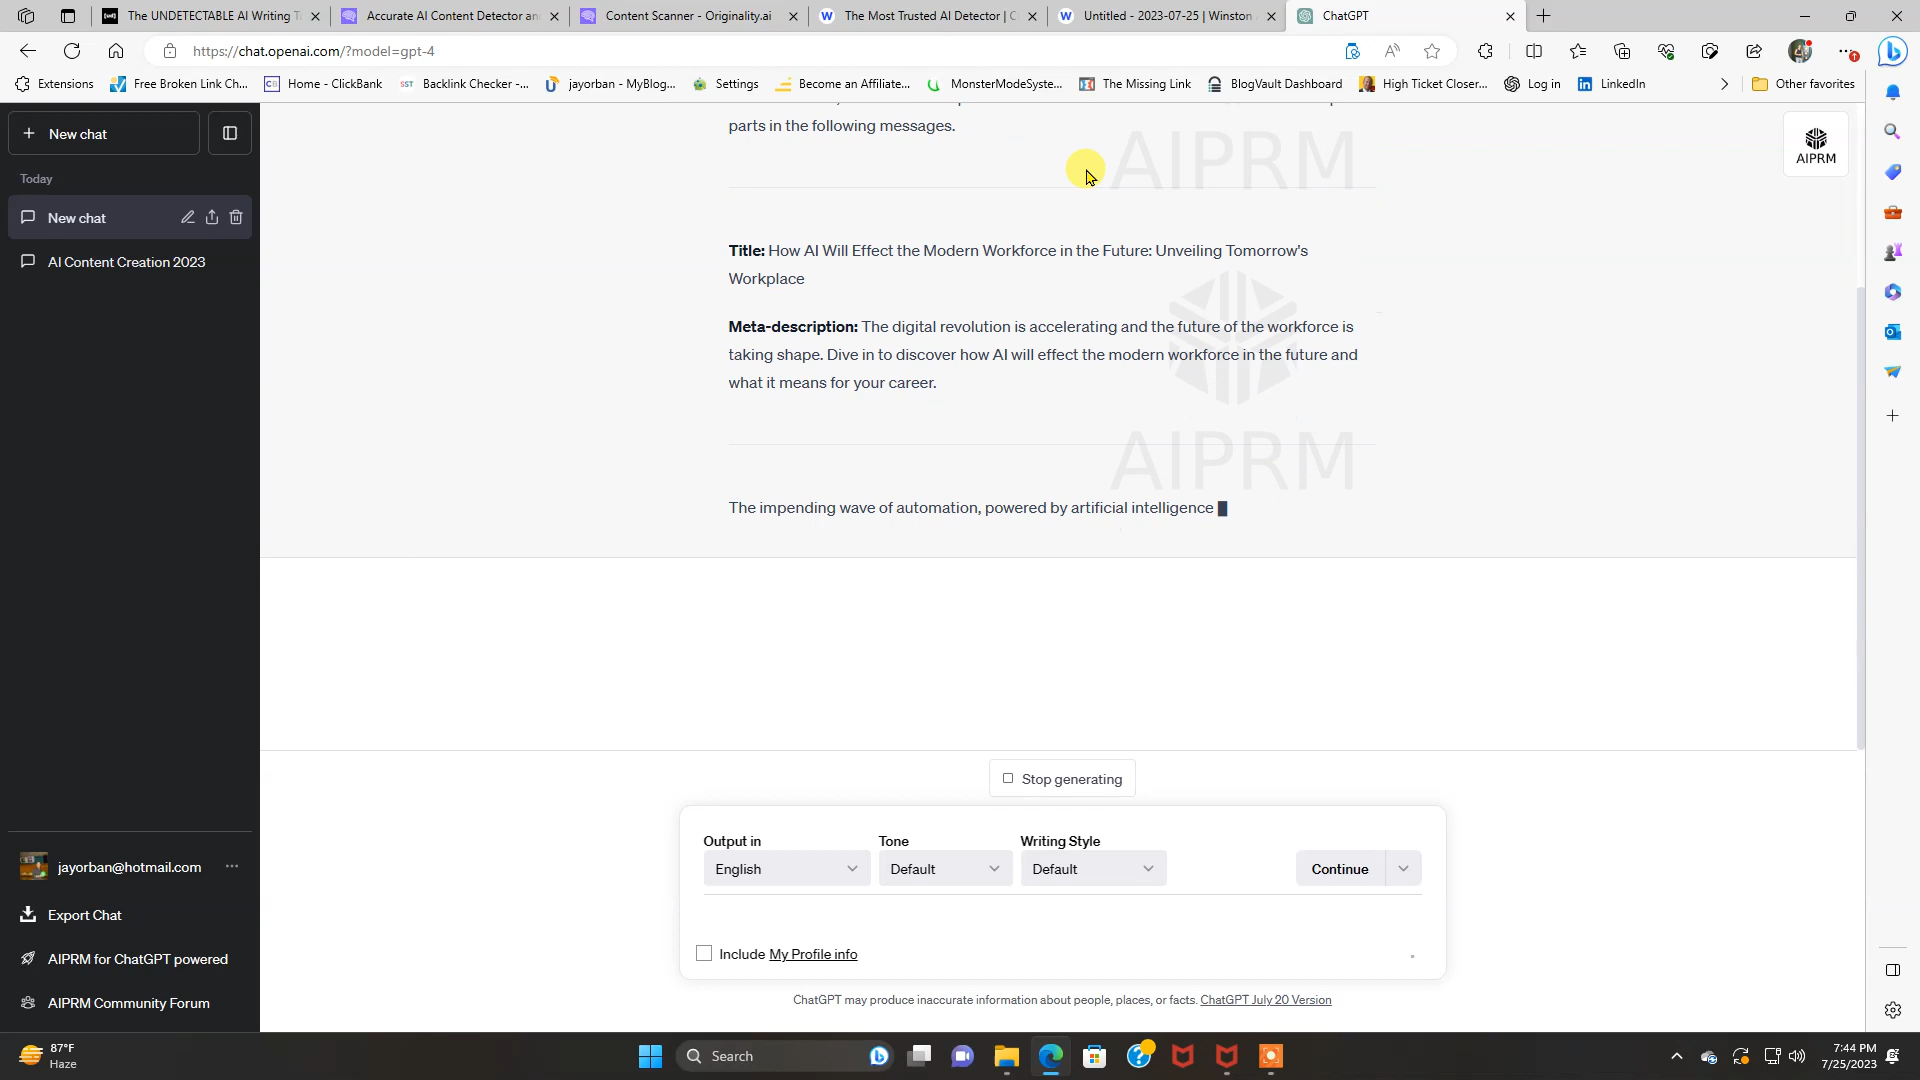 The UNDETECTABLE AI Writing T
Accurate AI Content Detector an
Content Scanner - Originality.ai
The Most Trusted AI Detector | C
Untitled - 2023-07-25 | Winston
ChatGPT
https://chat.openai.com/?model=gpt-4
Extensions
Free Broken Link Ch...
Home - ClickBank
Backlink Checker -...
jayorban - MyBlog...
Settings
Become an Affiliate...
MonsterModeSyste...
The Missing Link
BlogVault Dashboard
High Ticket Closer...
Log in
LinkedIn
Other favorites
New chat
Today
New chat
AI Content Creation 2023
parts in the following messages.
AIPRM
AIPRM
Title: How AI Will Effect the Modern Workforce in the Future: Unveiling Tomorrow's
Workplace
Meta-description: The digital revolution is accelerating and the future of the workforce is
taking shape. Dive in to discover how AI will effect the modern workforce in the future and
what it means for your career.
AIPRM
The impending wave of automation, powered by artificial intelligence
Stop generating
Output in
Tone
Writing Style
English
Default
Default
Continue
Include My Profile info
ChatGPT may produce inaccurate information about people, places, or facts. ChatGPT July 20 Version
jayorban@hotmail.com
Export Chat
AIPRM for ChatGPT powered
AIPRM Community Forum
87°F
Haze
Search
7:44 PM
7/25/2023